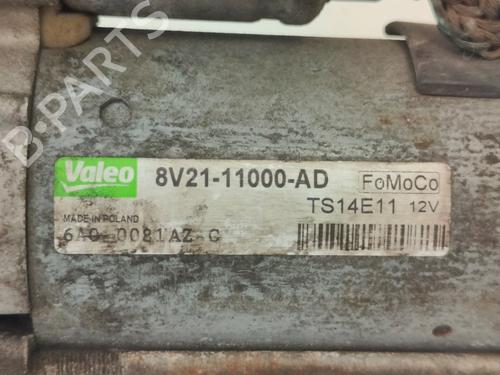 B-PARTS
Valeo
8V21-11000-AD
FoMoCo
TS14E11 12V
MADE IN POLAND